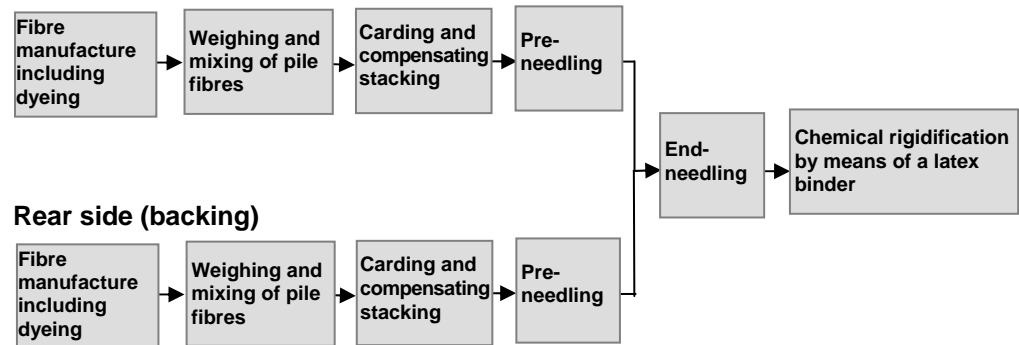 Fibre
manufacture
including
dyeing
Weighing and
mixing of pile
fibres
Carding and
compensating
stacking
Pre-
needling
End-
needling
Chemical rigidification
by means of a latex
binder
Rear side (backing)
Fibre
manufacture
including
dyeing
Weighing and
mixing of pile
fibres
Carding and
compensating
stacking
Pre-
needling